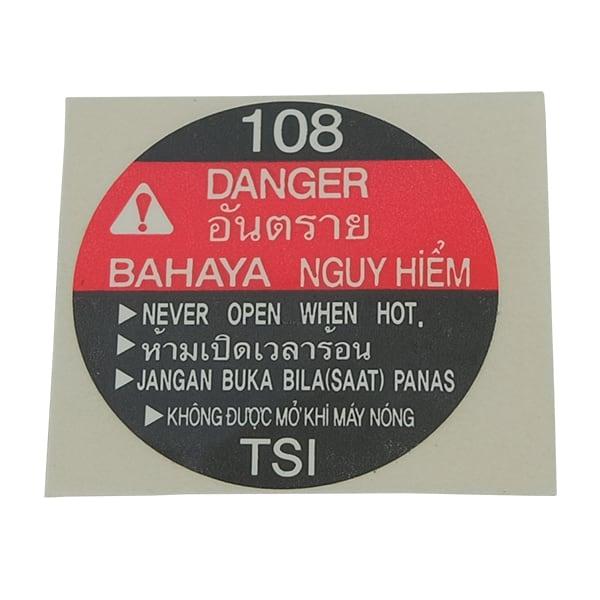 108
DANGER
อันตราย
BAHAYA NGUY HiỂM
NEVER OPEN WHEN HOT.
ห้ามเปิดเวลาร้อน
JANGAN BUKA BILA(SAAT) PANAS
KHÔNG ĐƯỢC MỞ KHI MÁY NÓNG
TSI